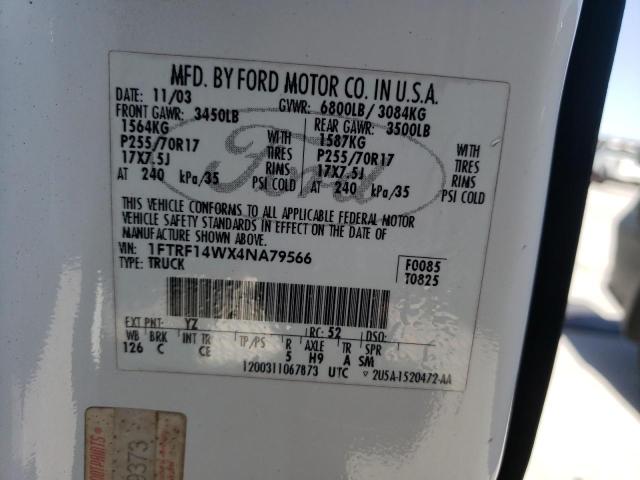 MFD. BY FORD MOTOR CO. IN U.S.A.
DATE: 11/03 GVWR: 6800LB/ 3084KG
FRONT GAWR: 3450LB REAR GAWR: 3500LB
1564KG WITH 1587KG WITH
P255/70R17 TIRES P255/70R17 TIRES
17X7.5J RIMS 17X7.5J RIMS
AT 240 kPa/35 PSI COLD AT 240 kPa/35 PSI COLD
Ford
THIS VEHICLE CONFORMS TO ALL APPLICABLE FEDERAL MOTOR
VEHICLE SAFETY STANDARDS IN EFFECT ON THE DATE OF
MANUFACTURE SHOWN ABOVE.
VIN: 1FTRF14WX4NA79566 F0085
TYPE: TRUCK T0825
EXT PNT: YZ RC: 52 DSO:
WB BRK INT TR TP/PS R AXLE TR SPR
126 C CE 5 H9 A SM
1200311067873 UTC 2U5A-1520472-AA
9373